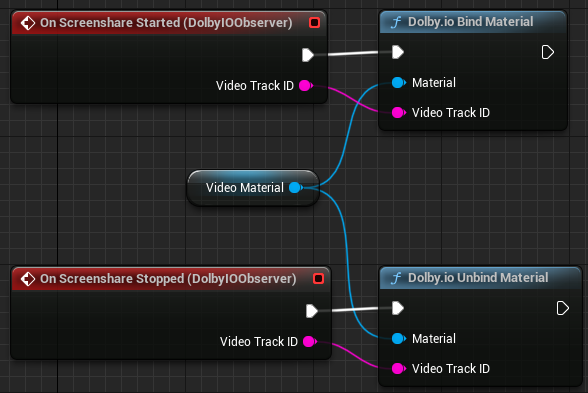 On Screenshare Started (DolbyIOObserver)
Video Track ID
f Dolby.io Bind Material
Material
Video Track ID
Video Material
On Screenshare Stopped (DolbyIOObserver)
Video Track ID
f Dolby.io Unbind Material
Material
Video Track ID